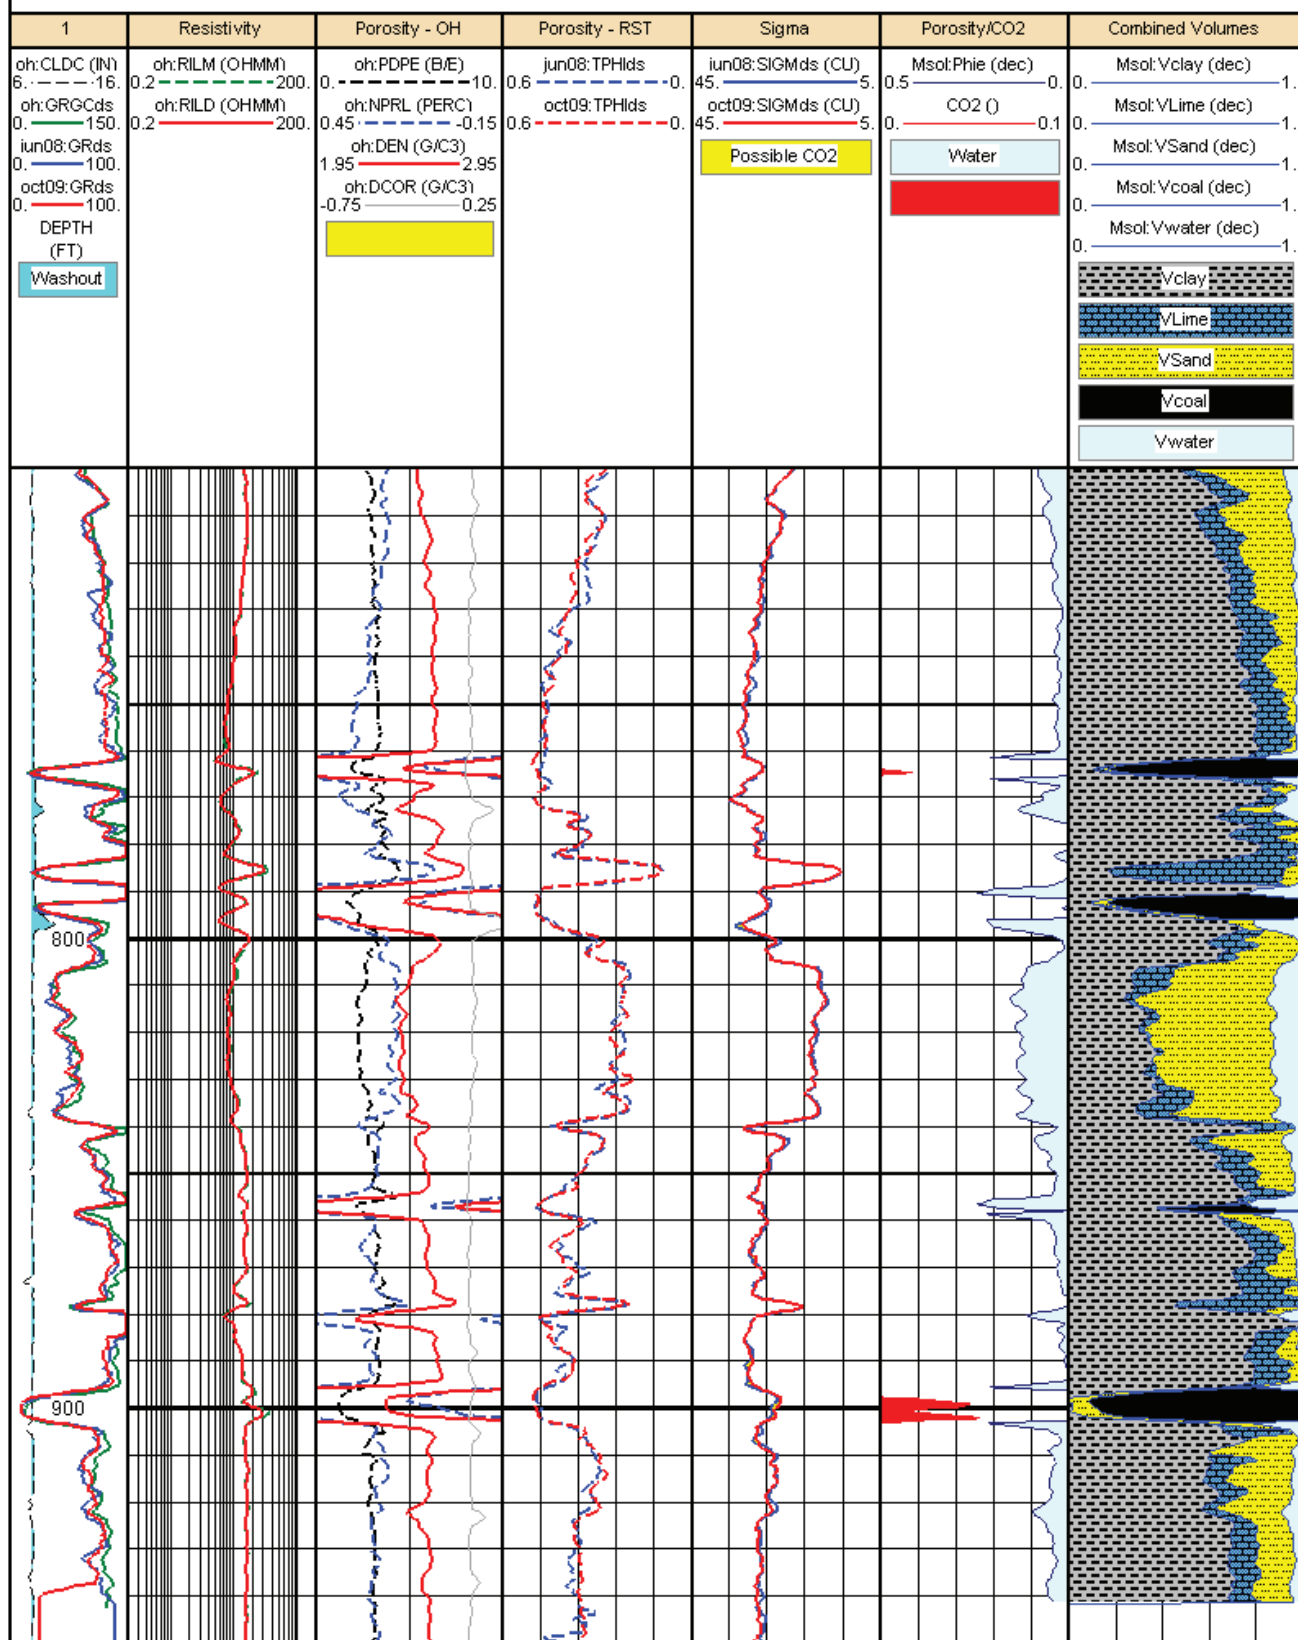 1
Resistivity
Porosity - OH
Porosity - RST
Sigma
Porosity/CO2
Combined Volumes
oh:CLDC (IN)
6. 16.
oh:GRGCds
0. 150.
jun08:GRds
0. 100.
oct09:GRds
0. 100.
DEPTH
(FT)
Washout
oh:RILM (OHMM)
0.2 200.
oh:RILD (OHMM)
0.2 200.
oh:PDPE (B/E)
0. 10.
oh:NPRL (PERC)
0.45 -0.15
oh:DEN (G/C3)
1.95 2.95
oh:DCOR (G/C3)
-0.75 0.25
jun08:TPHIds
0.6 0.
oct09:TPHIds
0.6 0.
jun08:SIGMds (CU)
45. 5.
oct09:SIGMds (CU)
45. 5.
Possible CO2
Msol:Phie (dec)
0.5 0.
CO2 ()
0. 0.1
Water
Msol:Vclay (dec)
0. 1.
Msol:VLime (dec)
0. 1.
Msol:VSand (dec)
0. 1.
Msol:Vcoal (dec)
0. 1.
Msol:Vwater (dec)
0. 1.
Vclay
VLime
VSand
Vcoal
Vwater
800
900